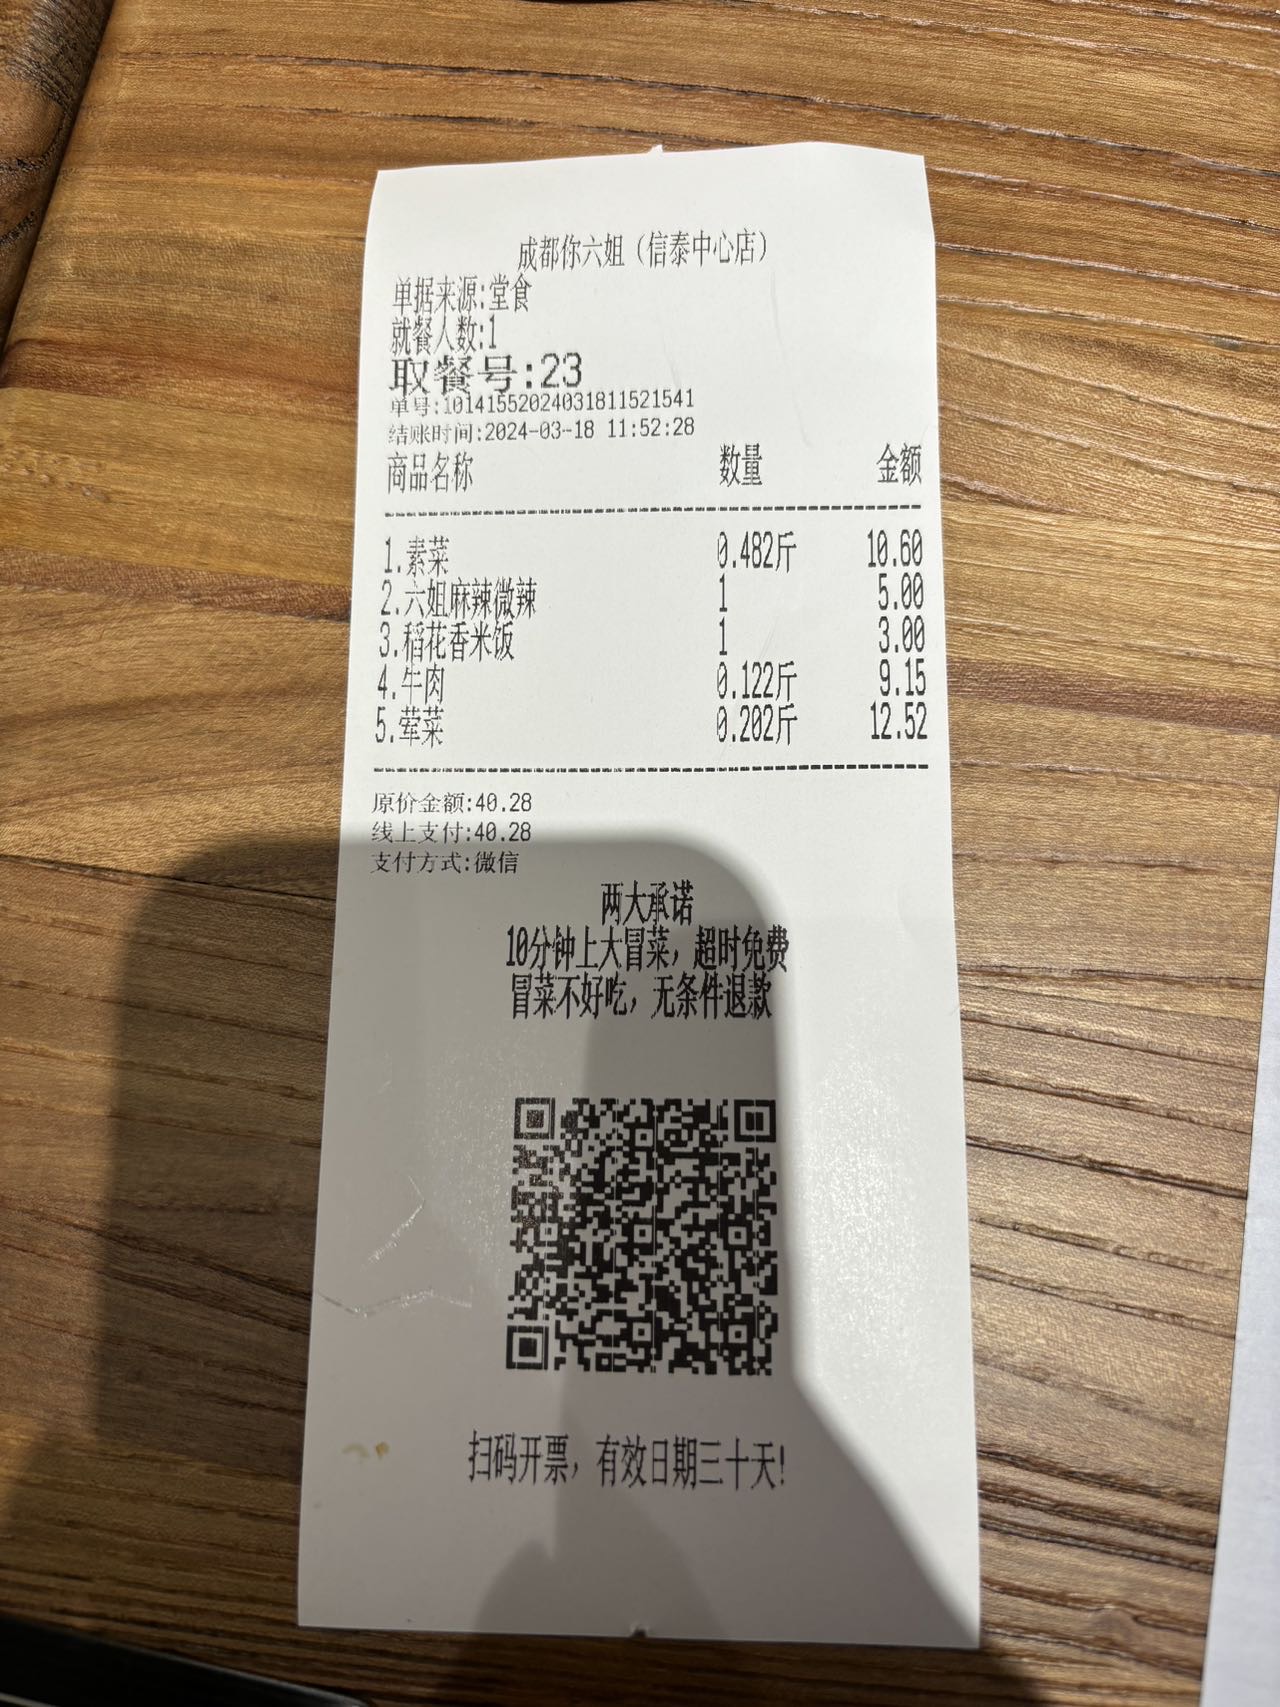 成都你六姐（信泰中心店）
单据来源:堂食
就餐人数:1
取餐号:23
单号:10141552024031811521541
结账时间:2024-03-18 11:52:28
商品名称 数量 金额
1.素菜 0.482斤 10.60
2.六姐麻辣微辣 1 5.00
3.稻花香米饭 1 3.00
4.牛肉 0.122斤 9.15
5.荤菜 0.202斤 12.52
原价金额:40.28
线上支付:40.28
支付方式:微信
两大承诺
10分钟上大冒菜，超时免费
冒菜不好吃，无条件退款
扫码开票，有效日期三十天!